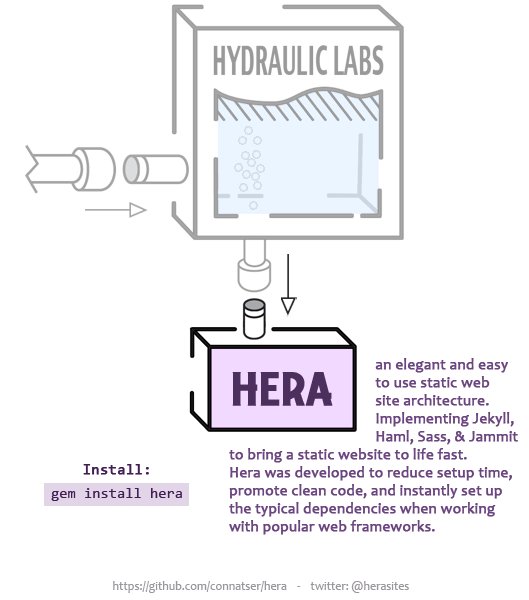 HYDRAULIC LABS
HERA
an elegant and easy
to use static web
site architecture.
Implementing Jekyll,
Haml, Sass, & Jammit
to bring a static website to life fast.
Hera was developed to reduce setup time,
promote clean code, and instantly set up
the typical dependencies when working
with popular web frameworks.
Install:
gem install hera
https://github.com/connatser/hera - twitter: @herasites